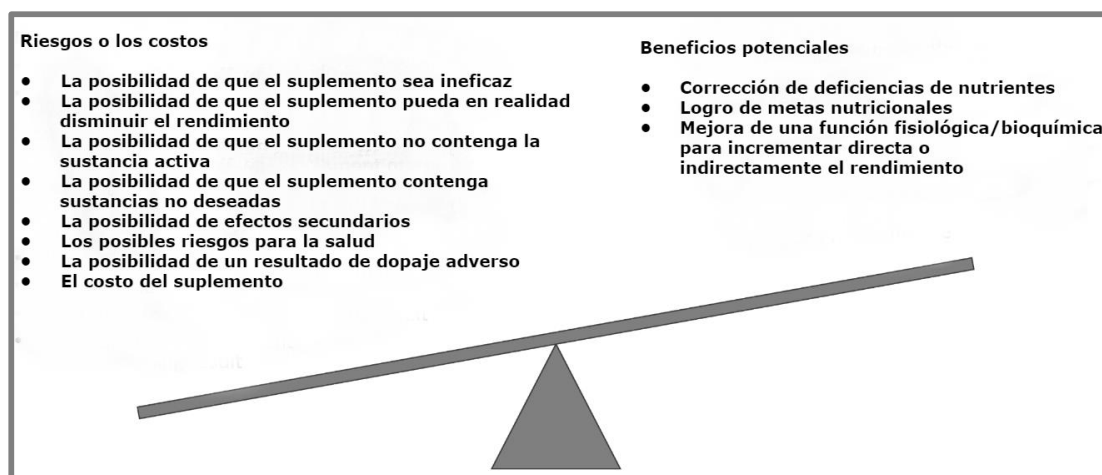 Riesgos o los costos
● La posibilidad de que el suplemento sea ineficaz
● La posibilidad de que el suplemento pueda en realidad
disminuir el rendimiento
● La posibilidad de que el suplemento no contenga la
sustancia activa
● La posibilidad de que el suplemento contenga
sustancias no deseadas
● La posibilidad de efectos secundarios
● Los posibles riesgos para la salud
● La posibilidad de un resultado de dopaje adverso
● El costo del suplemento
Beneficios potenciales
● Corrección de deficiencias de nutrientes
● Logro de metas nutricionales
● Mejora de una función fisiológica/bioquímica
para incrementar directa o
indirectamente el rendimiento